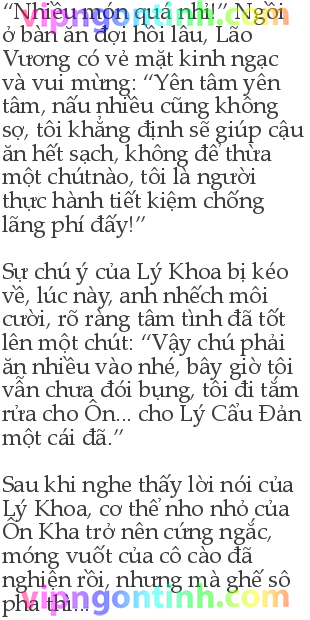 “Nhiều món quá nhỉ!” Ngồi
ở bàn ăn đợi hồi lâu, Lão
Vương có vẻ mặt kinh ngạc
và vui mừng: “Yên tâm yên
tâm, nấu nhiều cũng không
sợ, tôi khẳng định sẽ giúp cậu
ăn hết sạch, không để thừa
một chútnào, tôi là người
thực hành tiết kiệm chống
lãng phí đấy!”
Sự chú ý của Lý Khoa bị kéo
về, lúc này, anh nhếch môi
cười, rõ ràng tâm tình đã tốt
lên một chút: “Vậy chú phải
ăn nhiều vào nhé, bây giờ tôi
vẫn chưa đói bụng, tôi đi tắm
rửa cho Ôn... cho Lý Cẩu Đản
một cái đã.”
Sau khi nghe thấy lời nói của
Lý Khoa, cơ thể nho nhỏ của
Ôn Kha trở nên cứng ngắc,
móng vuốt của cô cào đã
nghiện rồi, nhưng mà ghế sô
pha thì...
vipngontinh.com
vipngontinh.com